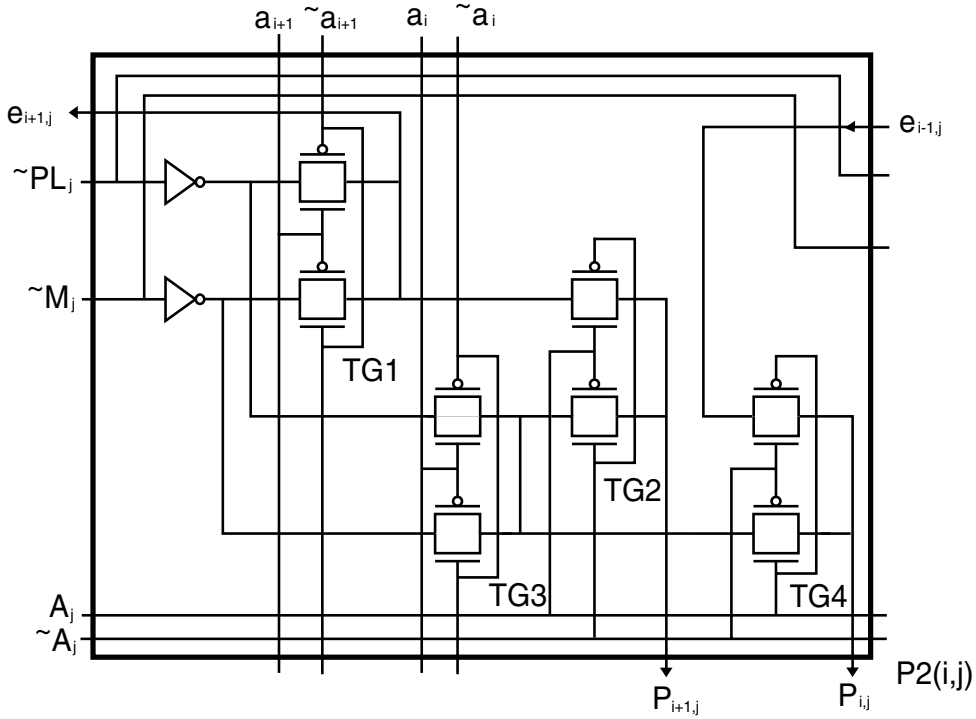 a i+1 ~a i+1 a i ~a i
e i+1,j
e i-1,j
~PL j
~M j
TG1
TG2
TG3
TG4
A j
~A j
P i+1,j
P i,j
P2(i,j)